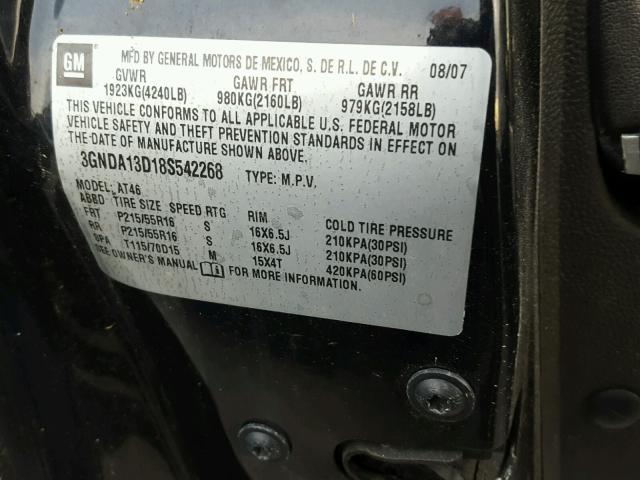 GM
MFD BY GENERAL MOTORS DE MEXICO, S. DE R.L. DE C.V. 08/07
GVWR GAWR FRT GAWR RR
1923KG(4240LB) 980KG(2160LB) 979KG(2158LB)
THIS VEHICLE CONFORMS TO ALL APPLICABLE U.S. FEDERAL MOTOR
VEHICLE SAFETY AND THEFT PREVENTION STANDARDS IN EFFECT ON
THE DATE OF MANUFACTURE SHOWN ABOVE.
3GNDA13D18S542268 TYPE: M.P.V.
MODEL: AT46
ABBD TIRE SIZE SPEED RTG RIM COLD TIRE PRESSURE
FRT P215/55R16 S 16X6.5J 210KPA(30PSI)
RR P215/55R16 S 16X6.5J 210KPA(30PSI)
SPA T115/70D15 M 15X4T 420KPA(60PSI)
SEE OWNER'S MANUAL i FOR MORE INFORMATION.